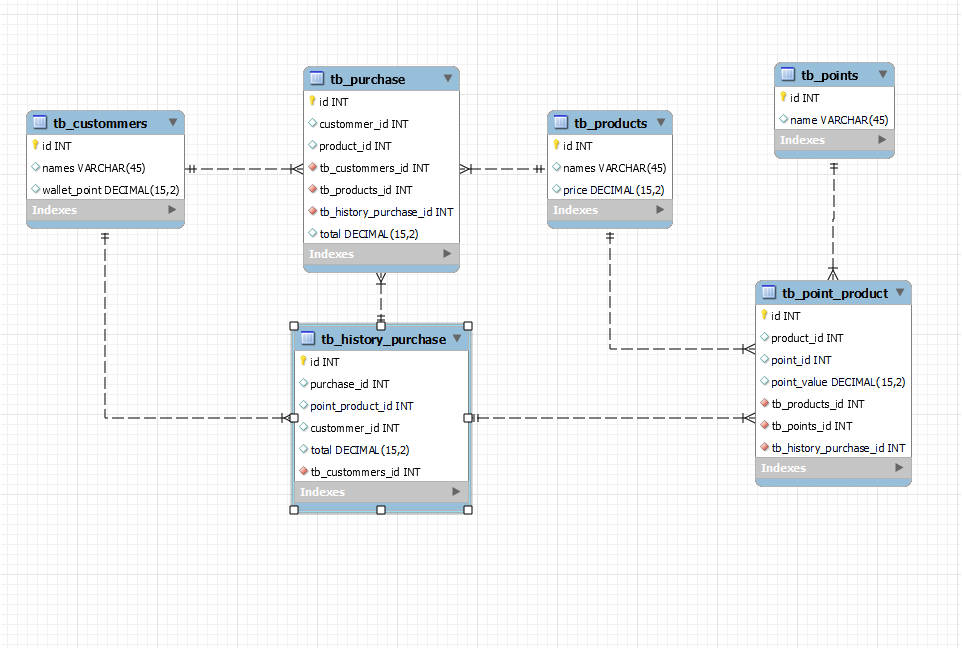 tb_custommers
id INT
names VARCHAR(45)
wallet_point DECIMAL(15,2)
Indexes
tb_purchase
id INT
custommer_id INT
product_id INT
tb_custommers_id INT
tb_products_id INT
tb_history_purchase_id INT
total DECIMAL(15,2)
Indexes
tb_products
id INT
names VARCHAR(45)
price DECIMAL(15,2)
Indexes
tb_points
id INT
name VARCHAR(45)
Indexes
tb_history_purchase
id INT
purchase_id INT
point_product_id INT
custommer_id INT
total DECIMAL(15,2)
tb_custommers_id INT
Indexes
tb_point_product
id INT
product_id INT
point_id INT
point_value DECIMAL(15,2)
tb_products_id INT
tb_points_id INT
tb_history_purchase_id INT
Indexes